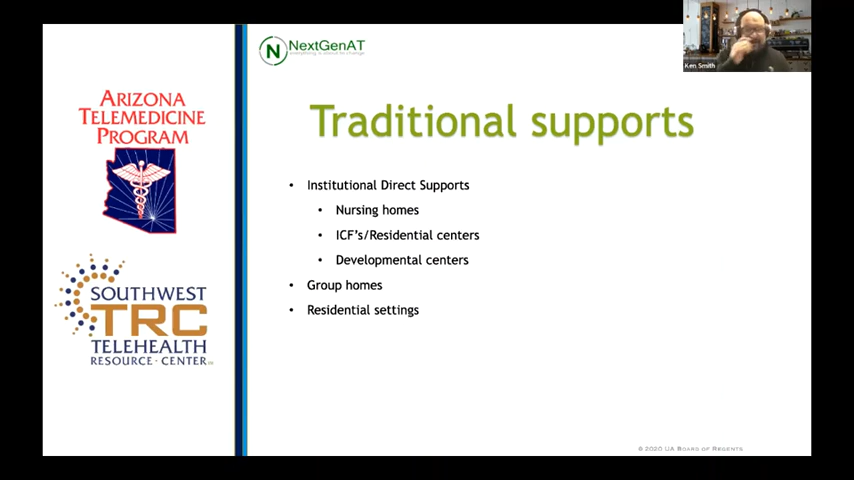 NextGenAT
Ken Smith
ARIZONA
TELEMEDICINE
PROGRAM
Traditional supports
• Institutional Direct Supports
• Nursing homes
• ICF's/Residential centers
• Developmental centers
• Group homes
• Residential settings
SOUTHWEST
TRC
TELEHEALTH
RESOURCE · CENTER
© 2020 UA BOARD OF REGENTS